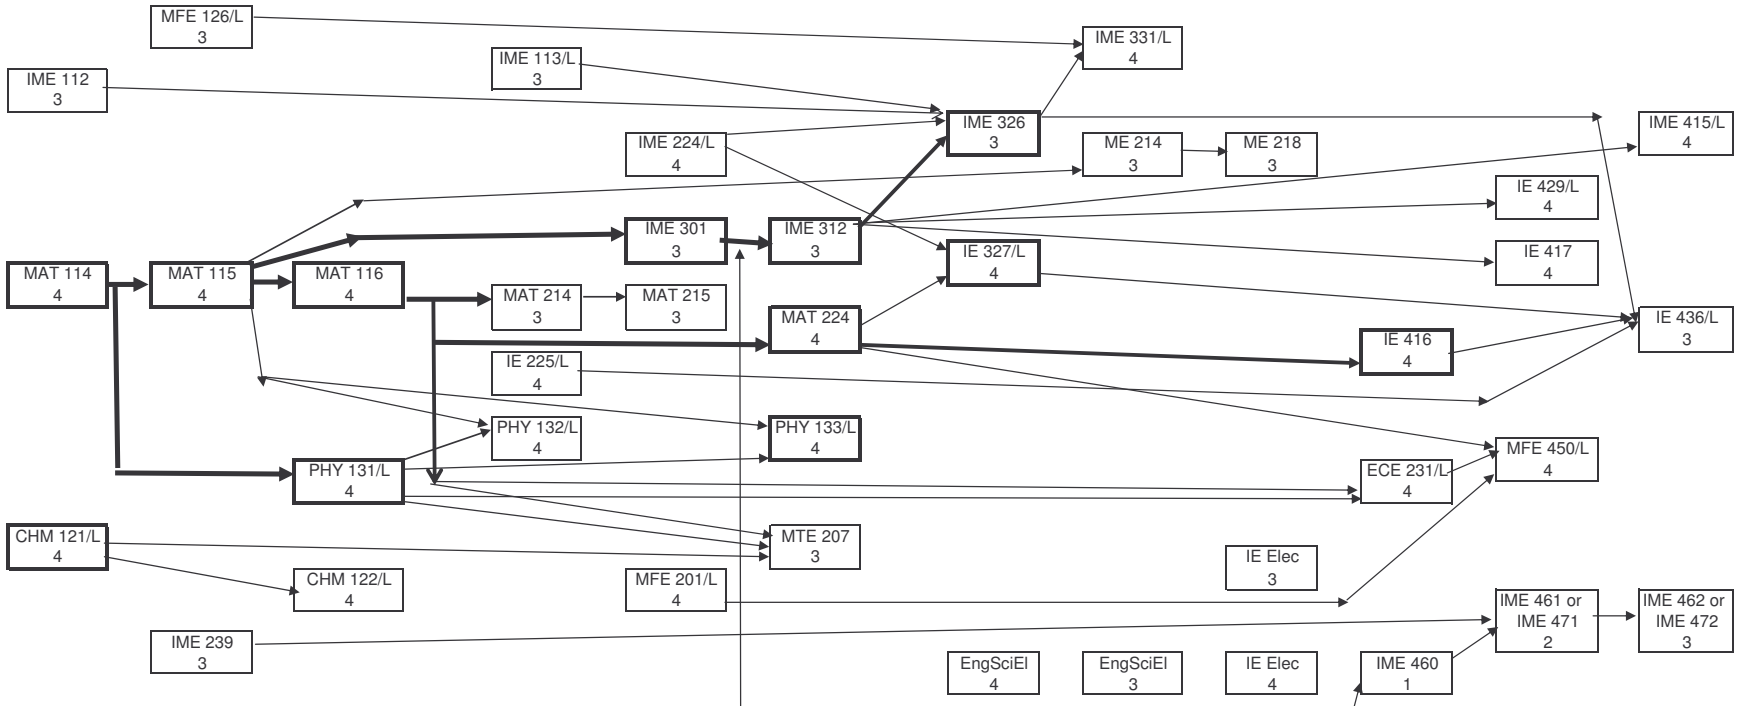 MFE 126/L
3
IME 331/L
4
IME 113/L
3
IME 112
3
IME 326
3
IME 415/L
4
IME 224/L
4
ME 214
3
ME 218
3
IE 429/L
4
IME 301
3
IME 312
3
IE 327/L
4
IE 417
4
MAT 114
4
MAT 115
4
MAT 116
4
MAT 214
3
MAT 215
3
MAT 224
4
IE 436/L
3
IE 416
4
IE 225/L
4
PHY 132/L
4
PHY 133/L
4
MFE 450/L
4
PHY 131/L
4
ECE 231/L
4
CHM 121/L
4
MTE 207
3
IE Elec
3
CHM 122/L
4
MFE 201/L
4
IME 461 or
IME 471
2
IME 462 or
IME 472
3
IME 239
3
EngSciEl
4
EngSciEl
3
IE Elec
4
IME 460
1